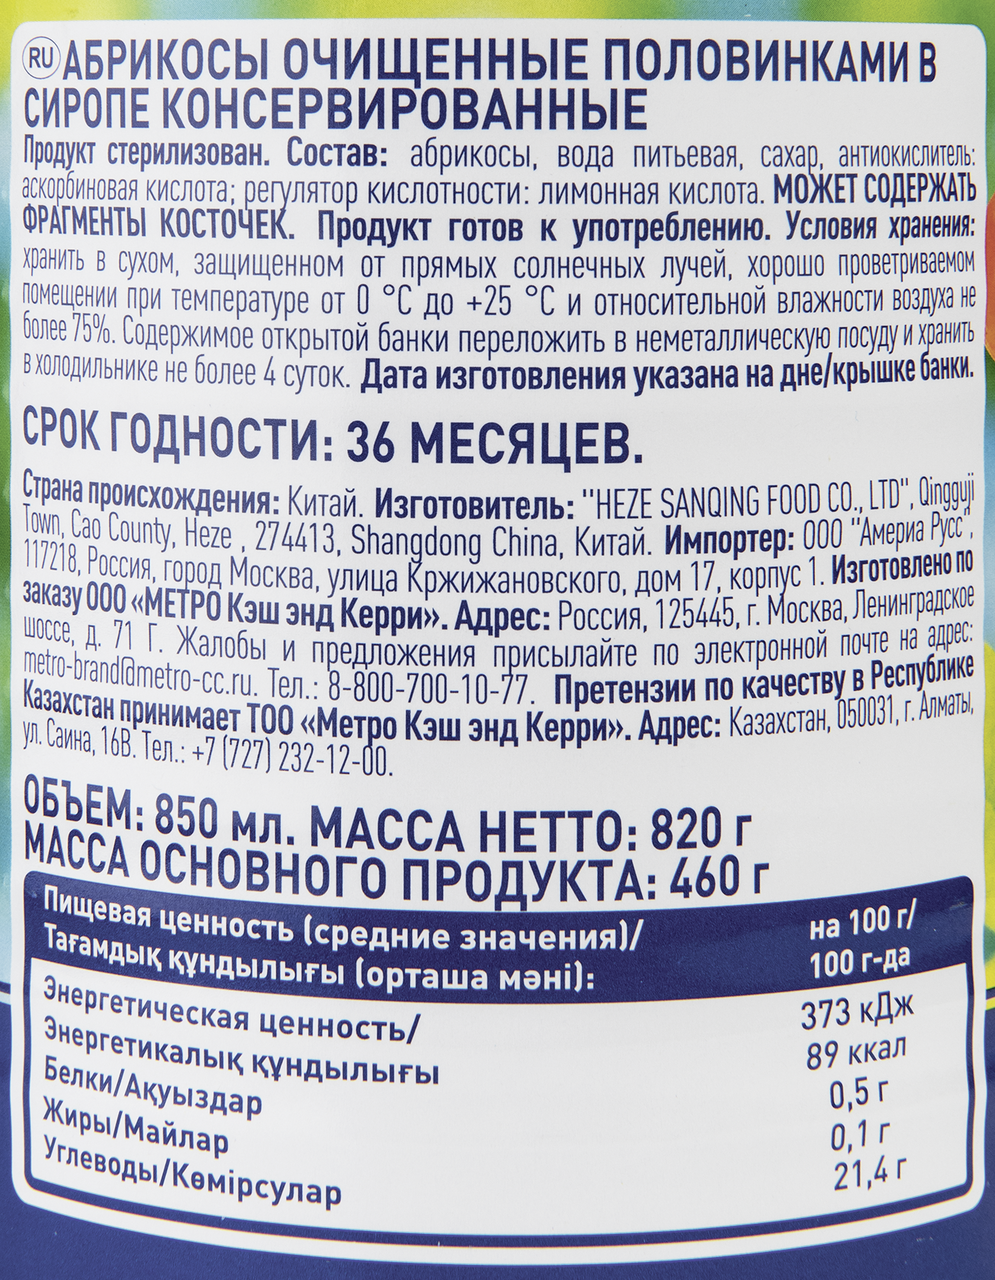 RU АБРИКОСЫ ОЧИЩЕННЫЕ ПОЛОВИНКАМИ В
СИРОПЕ КОНСЕРВИРОВАННЫЕ
Продукт стерилизован. Состав: абрикосы, вода питьевая, сахар, антиокислитель:
аскорбиновая кислота; регулятор кислотности: лимонная кислота. МОЖЕТ СОДЕРЖАТЬ
ФРАГМЕНТЫ КОСТОЧЕК. Продукт готов к употреблению. Условия хранения:
хранить в сухом, защищенном от прямых солнечных лучей, хорошо проветриваемом
помещении при температуре от 0 °C до +25 °C и относительной влажности воздуха не
более 75%. Содержимое открытой банки переложить в неметаллическую посуду и хранить
в холодильнике не более 4 суток. Дата изготовления указана на дне/крышке банки.
СРОК ГОДНОСТИ: 36 МЕСЯЦЕВ.
Страна происхождения: Китай. Изготовитель: "HEZE SANQING FOOD CO., LTD", Qingguji
Town, Cao County, Heze , 274413, Shangdong China, Китай. Импортер: ООО "Америа Русс",
117218, Россия, город Москва, улица Кржижановского, дом 17, корпус 1. Изготовлено по
заказу ООО «МЕТРО Кэш энд Керри». Адрес: Россия, 125445, г. Москва, Ленинградское
шоссе, д. 71 Г. Жалобы и предложения присылайте по электронной почте на адрес:
metro-brand@metro-cc.ru. Тел.: 8-800-700-10-77. Претензии по качеству в Республике
Казахстан принимает ТОО «Метро Кэш энд Керри». Адрес: Казахстан, 050031, г. Алматы,
ул. Саина, 16В. Тел.: +7 (727) 232-12-00.
ОБЪЕМ: 850 мл. МАССА НЕТТО: 820 г
МАССА ОСНОВНОГО ПРОДУКТА: 460 г
Пищевая ценность (средние значения)/ на 100 г/
Тағамдық құндылығы (орташа мәні): 100 г-да
Энергетическая ценность/ 373 кДж
Энергетикалық құндылығы 89 ккал
Белки/Ақуыздар 0,5 г
Жиры/Майлар 0,1 г
Углеводы/Көмірсулар 21,4 г